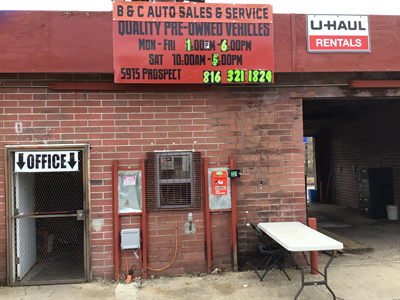 B & C AUTO SALES & SERVICE
QUALITY PRE-OWNED VEHICLES
MON - FRI 1:00AM-6:00PM
SAT 10:00AM-5:00PM
5915 PROSPECT 816 321 1824
U-HAUL
RENTALS
OFFICE